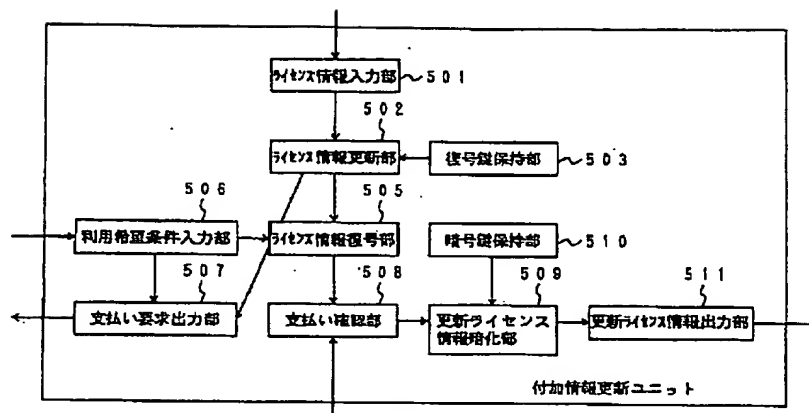 ライセンス情報入力部
501
502
ライセンス情報更新部
復号鍵保持部
503
506
505
利用希望条件入力部
ライセンス情報復号部
暗号鍵保持部
510
507
508
509
511
支払い要求出力部
支払い確認部
更新ライセンス
情報暗化部
更新ライセンス情報出力部
付加情報更新ユニット